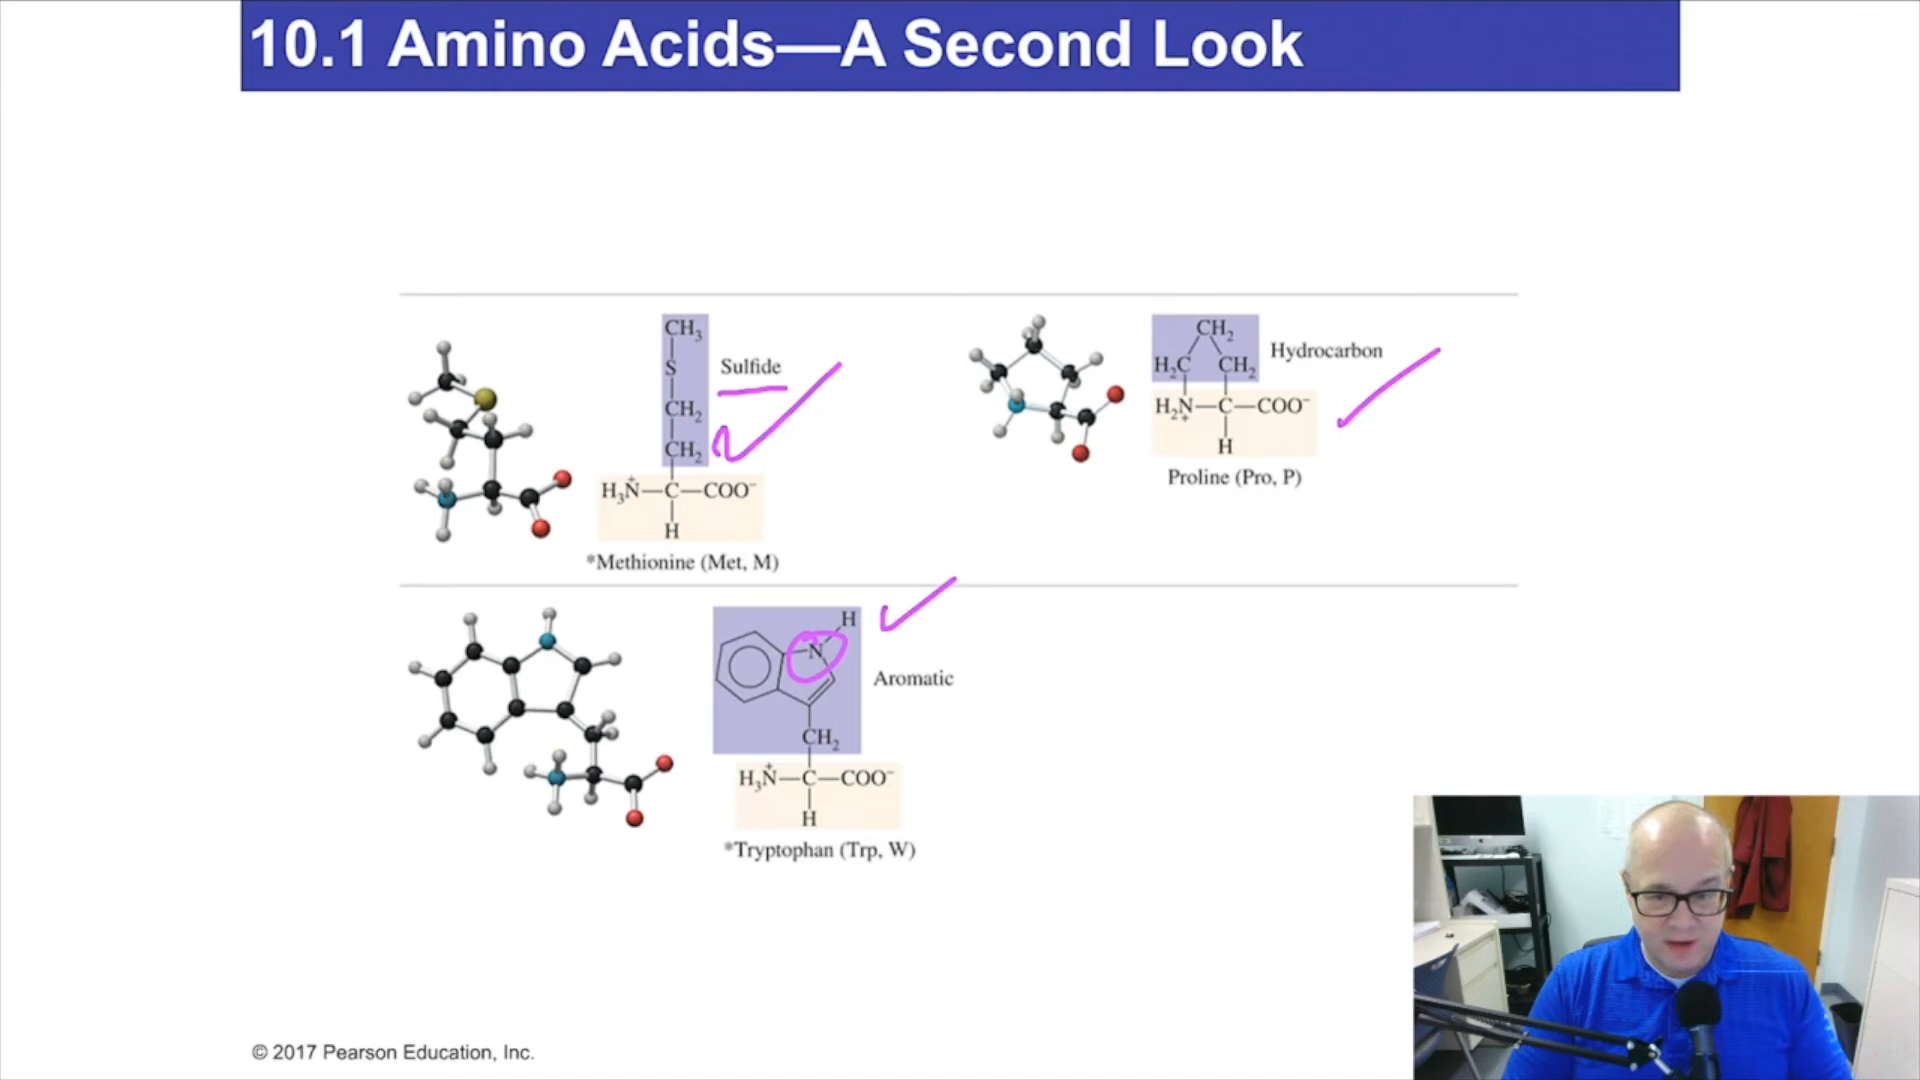 10.1 Amino Acids—A Second Look
CH₃
S
Sulfide
CH₂
CH₂
H₃N⁺—C—COO⁻
H
*Methionine (Met, M)
CH₂
Hydrocarbon
H₂C CH₂
H₂N⁺—C—COO⁻
H
Proline (Pro, P)
H
N
Aromatic
CH₂
H₃N⁺—C—COO⁻
H
*Tryptophan (Trp, W)
© 2017 Pearson Education, Inc.